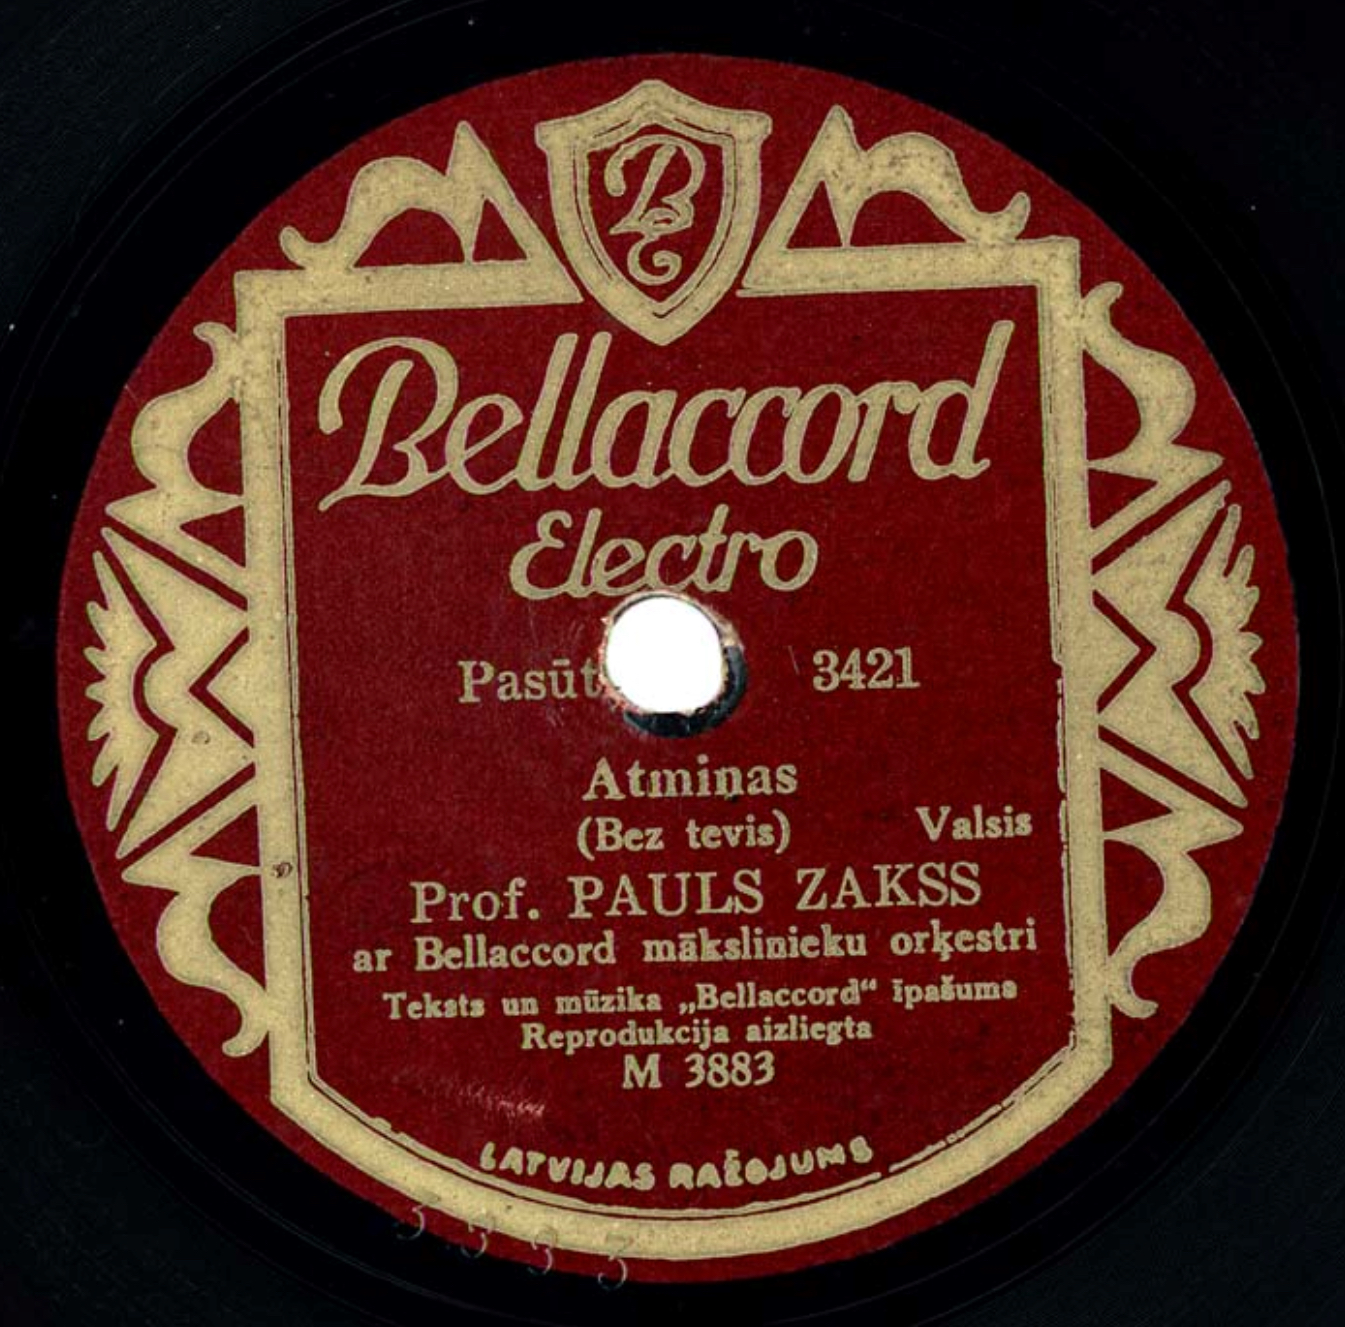 BE
Bellaccord
Electro
Pasūt 3421
Atmiņas
(Bez tevis) Valsis
Prof. PAULS ZAKSS
ar Bellaccord mākslinieku orķestri
Teksts un mūzika „Bellaccord“ īpašums
Reprodukcija aizliegta
M 3883
LATVIJAS RAŽOJUMS